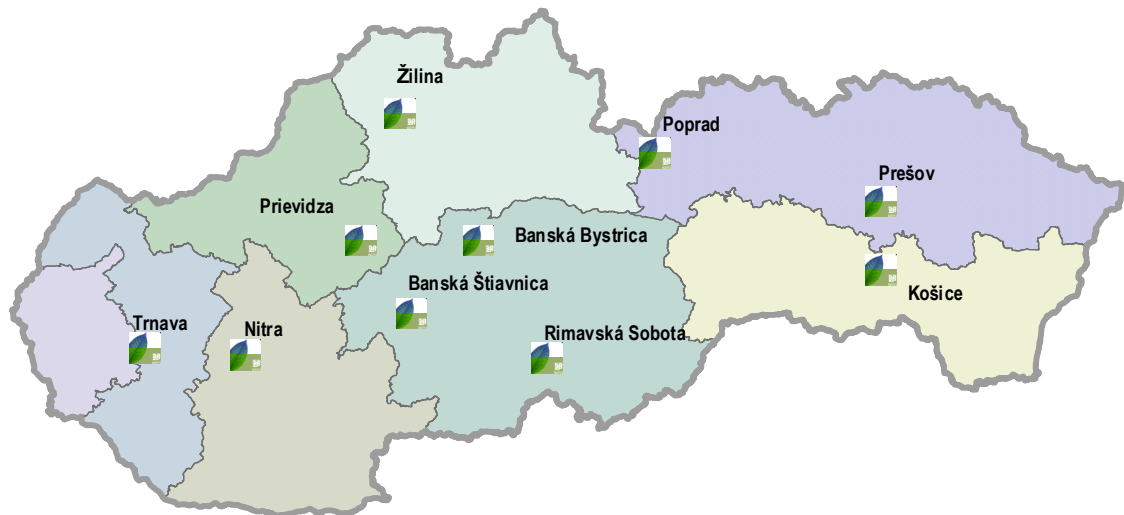 Žilina
Poprad
Prešov
Prievidza
Banská Bystrica
Banská Štiavnica
Košice
Trnava
Nitra
Rimavská Sobota